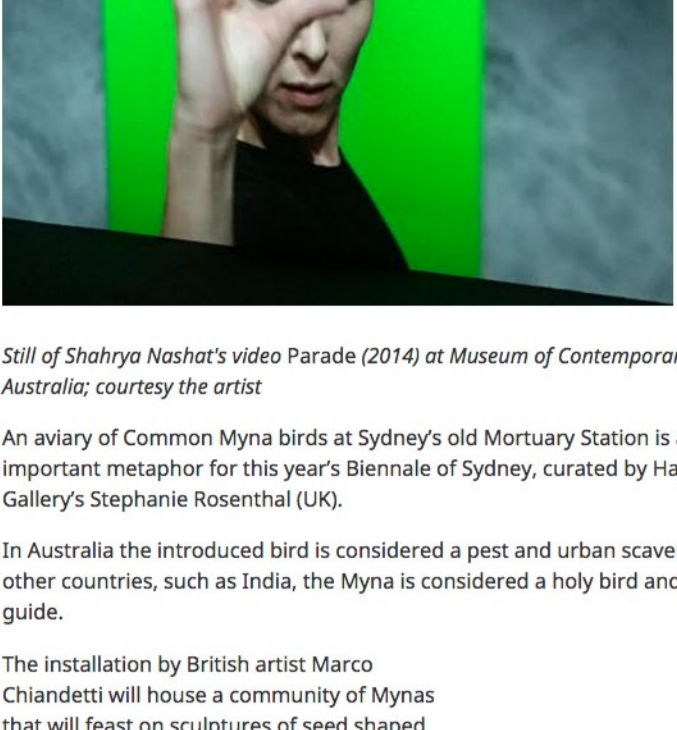 Still of Shahrya Nashat's video Parade (2014) at Museum of
Australia; courtesy the artist
An aviary of Common Myna birds at Sydney’s old Mortuary Station is
important metaphor for this year’s Biennale of Sydney, curated by
Gallery’s Stephanie Rosenthal (UK).
In Australia the introduced bird is considered a pest and urban
other countries, such as India, the Myna is considered a holy bird and
guide.
The installation by British artist Marco
Chiandetti will house a community of Mynas
that will feast on sculptures of seed shaped